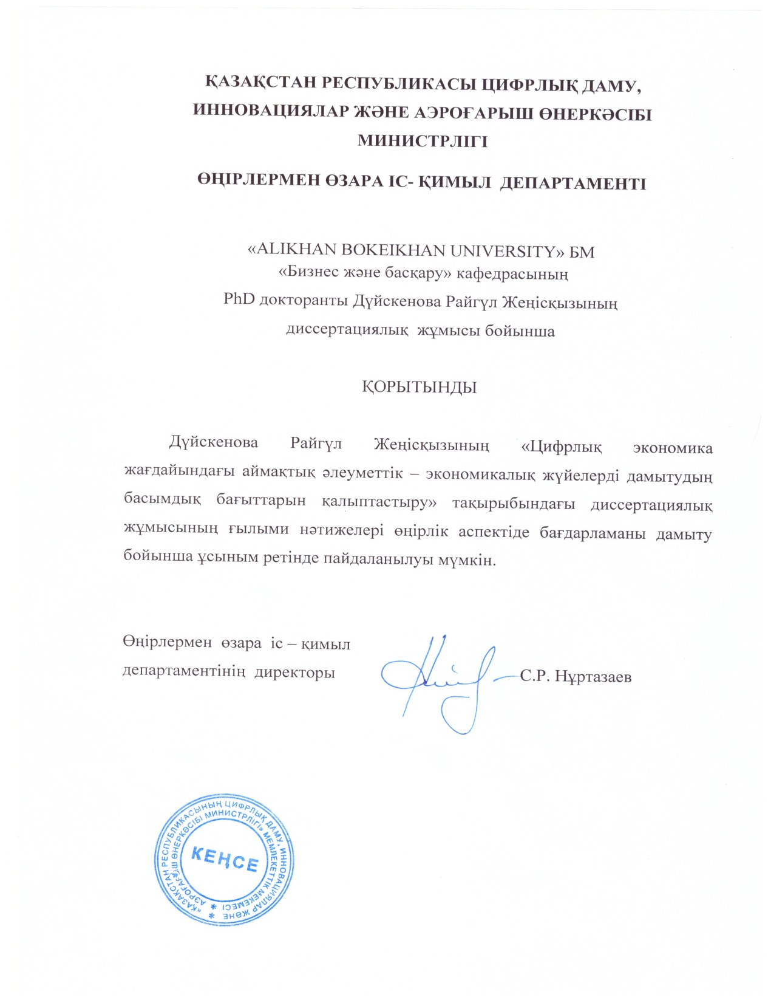 ҚАЗАҚСТАН РЕСПУБЛИКАСЫ ЦИФРЛЫҚ ДАМУ,
ИННОВАЦИЯЛАР ЖӘНЕ АЭРОҒАРЫШ ӨНЕРКӘСІБІ
МИНИСТРЛІГІ
ӨҢІРЛЕРМЕН ӨЗАРА ІС- ҚИМЫЛ ДЕПАРТАМЕНТІ
«ALIKHAN BOKEIKHAN UNIVERSITY» БМ
«Бизнес және басқару» кафедрасының
PhD докторанты Дүйскенова Райгүл Жеңісқызының
диссертациялық жұмысы бойынша
ҚОРЫТЫНДЫ
Дүйскенова Райгүл Жеңісқызының «Цифрлық экономика
жағдайындағы аймақтық әлеуметтік – экономикалық жүйелерді дамытудың
басымдық бағыттарын қалыптастыру» тақырыбындағы диссертациялық
жұмысының ғылыми нәтижелері өңірлік аспектіде бағдарламаны дамыту
бойынша ұсыным ретінде пайдаланылуы мүмкін.
Өңірлермен өзара іс – қимыл
департаментінің директоры С.Р. Нұртазаев
«ҚАЗАҚСТАН РЕСПУБЛИКАСЫНЫҢ ЦИФРЛЫҚ ДАМУ, ИННОВАЦИЯЛАР ЖӘНЕ
АЭРОҒАРЫШ ӨНЕРКӘСІБІ МИНИСТРЛІГІ» МЕМЛЕКЕТТІК МЕКЕМЕСІ
КЕҢСЕ